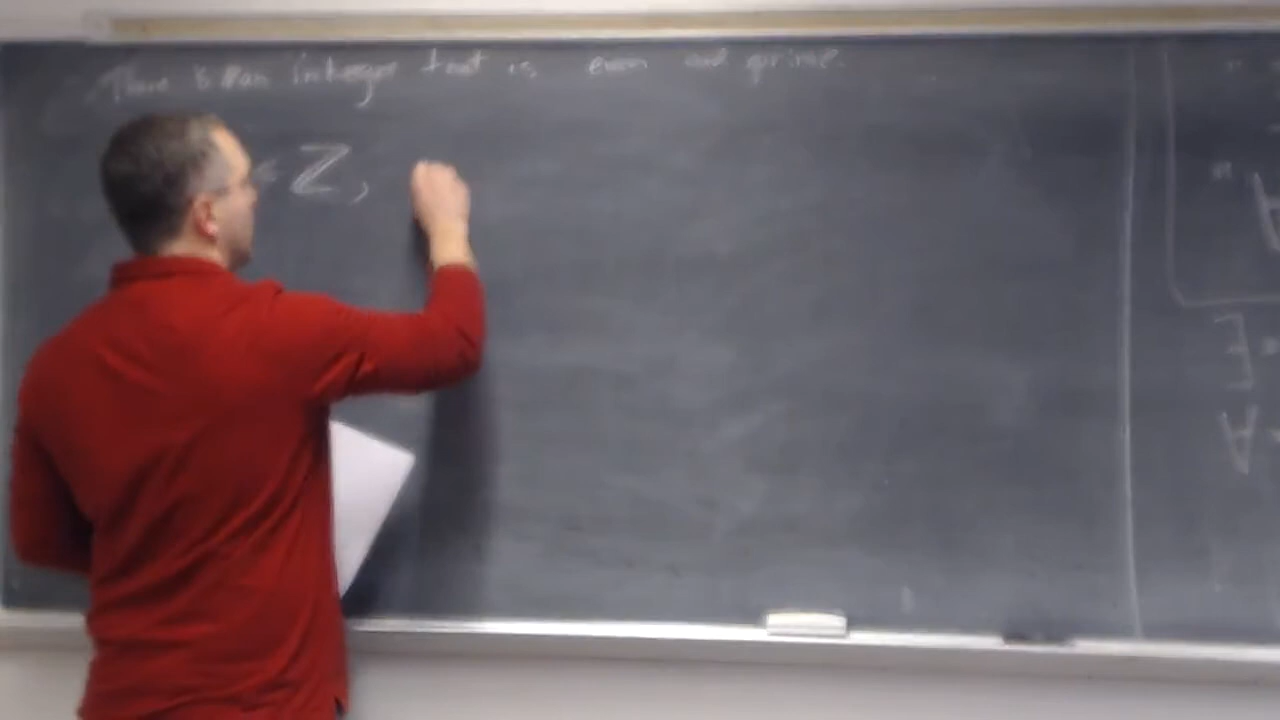 There is an integer that is even and prime.
∈ ℤ,
"
"
∀
∃
∀